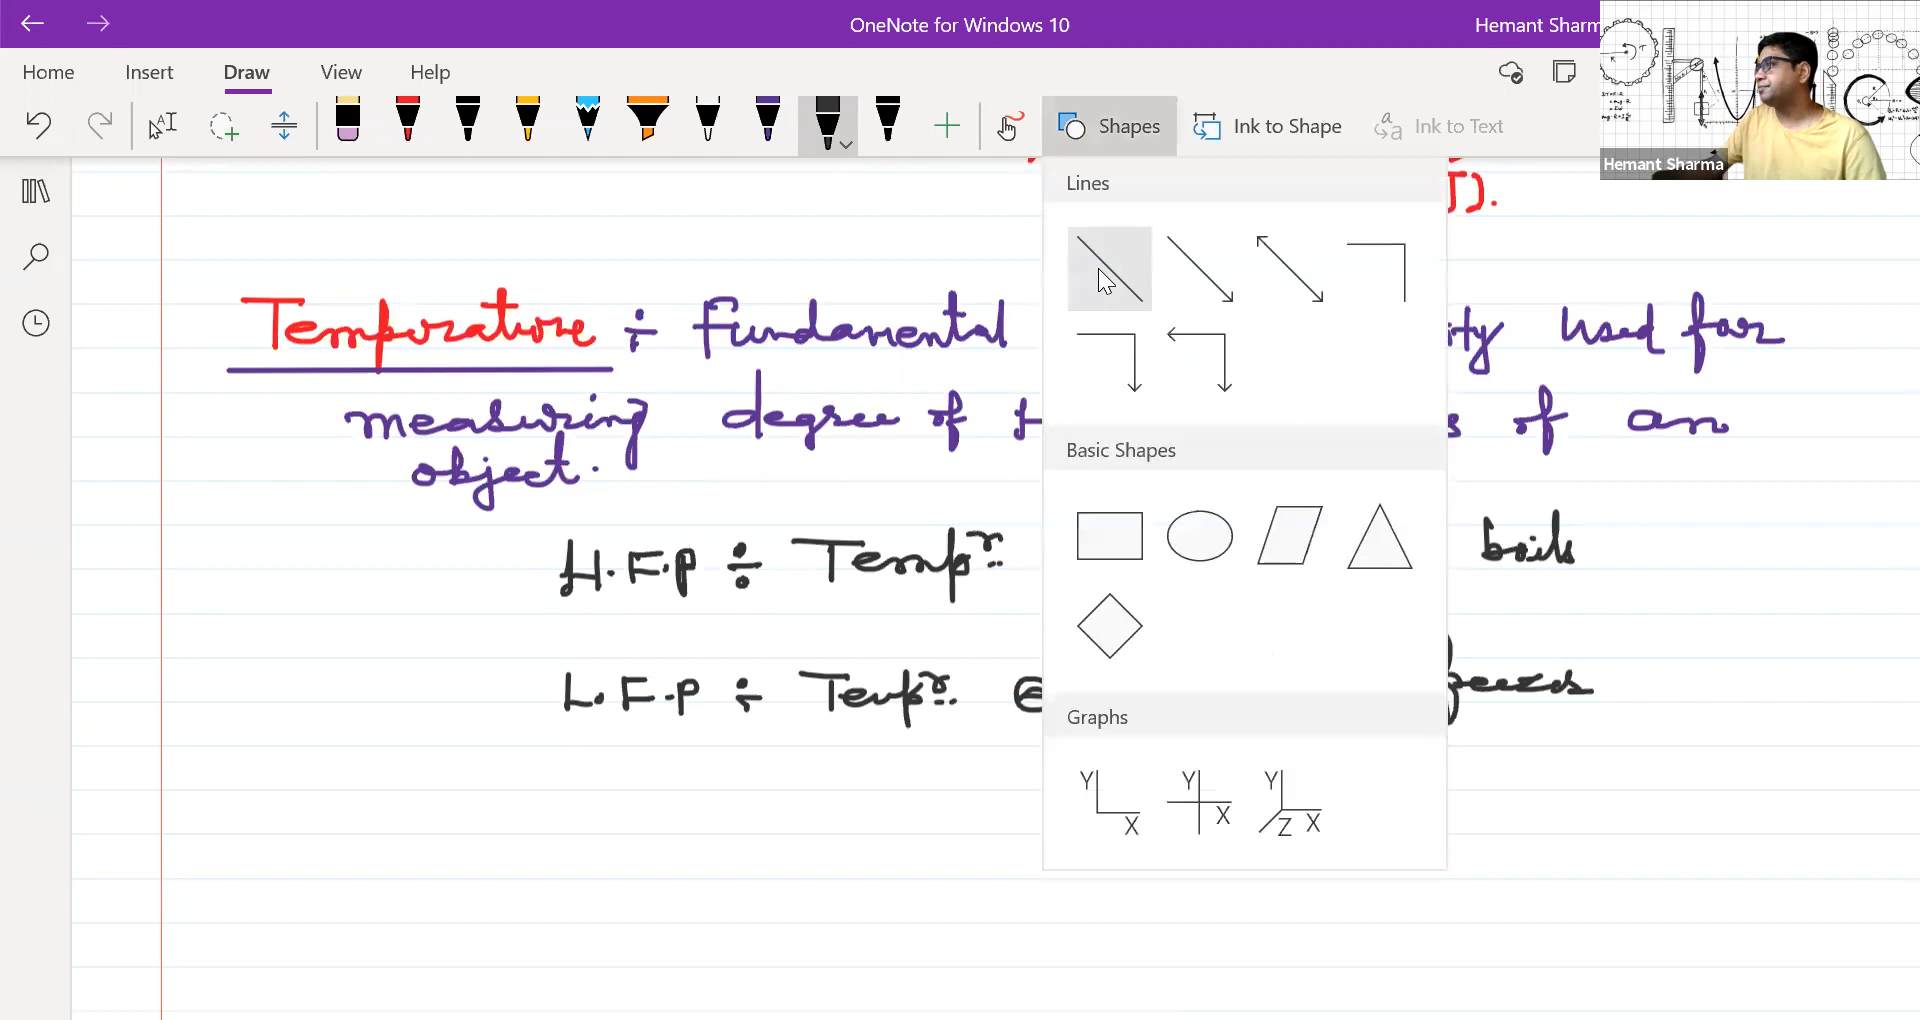 OneNote for Windows 10
Hemant Sharm
Home Insert Draw View Help
Shapes Ink to Shape Ink to Text
Hemant Sharma
Lines
J).
Temperature ÷ Fundamental ity used for
measuring degree of s of an
object.
Basic Shapes
H.F.p ÷ Temp r boils
L.F.p ÷ Temp r. @ freezes
Graphs
Y X Y X Y Z X